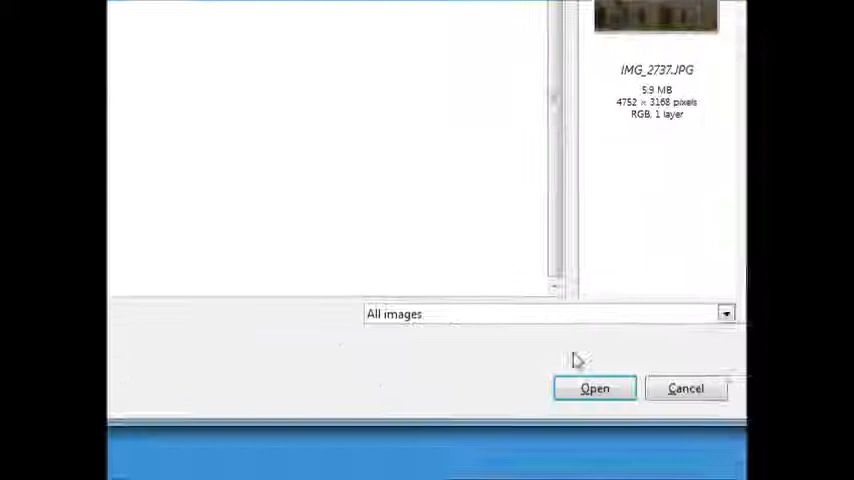 IMG_2737.JPG
5.9 MB
4752 × 3168 pixels
RGB, 1 layer
All images
Open
Cancel